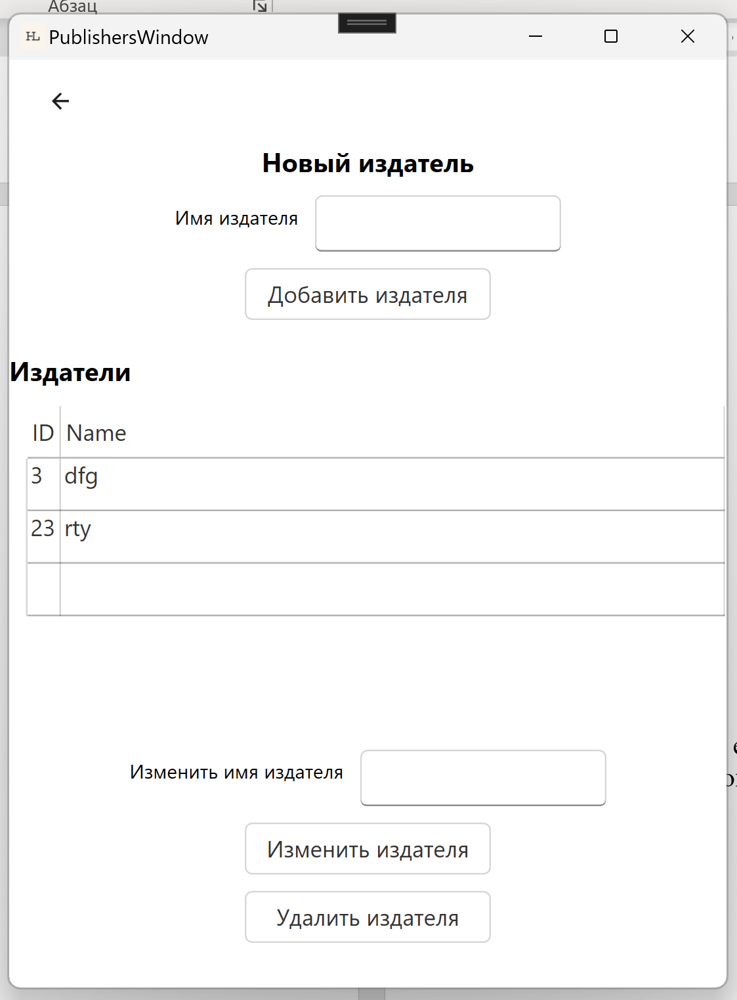 Абзац
HL PublishersWindow
Новый издатель
Имя издателя
Добавить издателя
Издатели
ID Name
3 dfg
23 rty
Изменить имя издателя
Изменить издателя
Удалить издателя